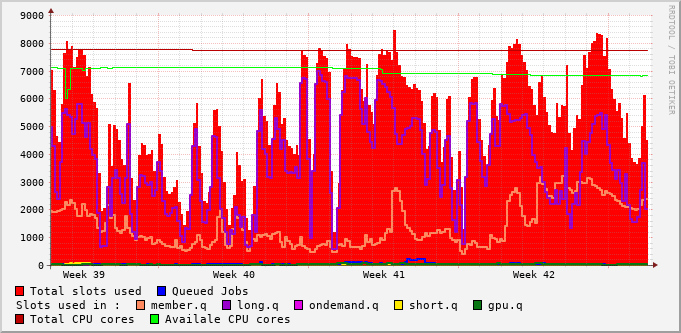 9000
8000
7000
6000
5000
4000
3000
2000
1000
0
Week 39 Week 40 Week 41 Week 42
RRDTOOL / TOBI OETIKER
Total slots used Queued Jobs
Slots used in : member.q long.q ondemand.q short.q gpu.q
Total CPU cores Availale CPU cores